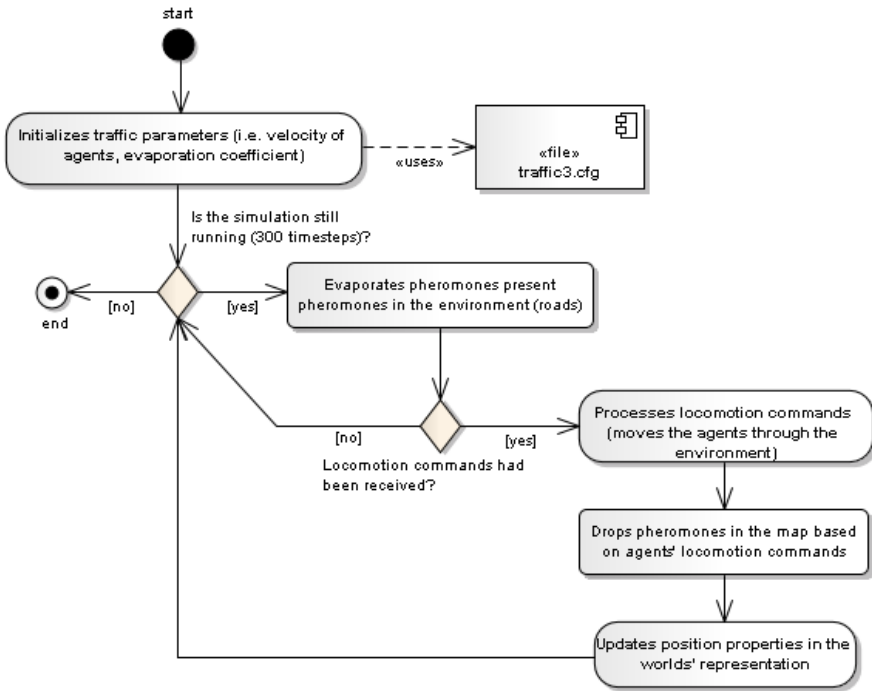 start
Initializes traffic parameters (i.e. velocity of
agents, evaporation coefficient)
«uses»
«file»
traffic3.cfg
Is the simulation still
running (300 timesteps)?
end
[no]
[yes]
Evaporates pheromones present
pheromones in the environment (roads)
[no]
[yes]
Locomotion commands had
been received?
Processes locomotion commands
(moves the agents through the
environment)
Drops pheromones in the map based
on agents' locomotion commands
Updates position properties in the
worlds' representation